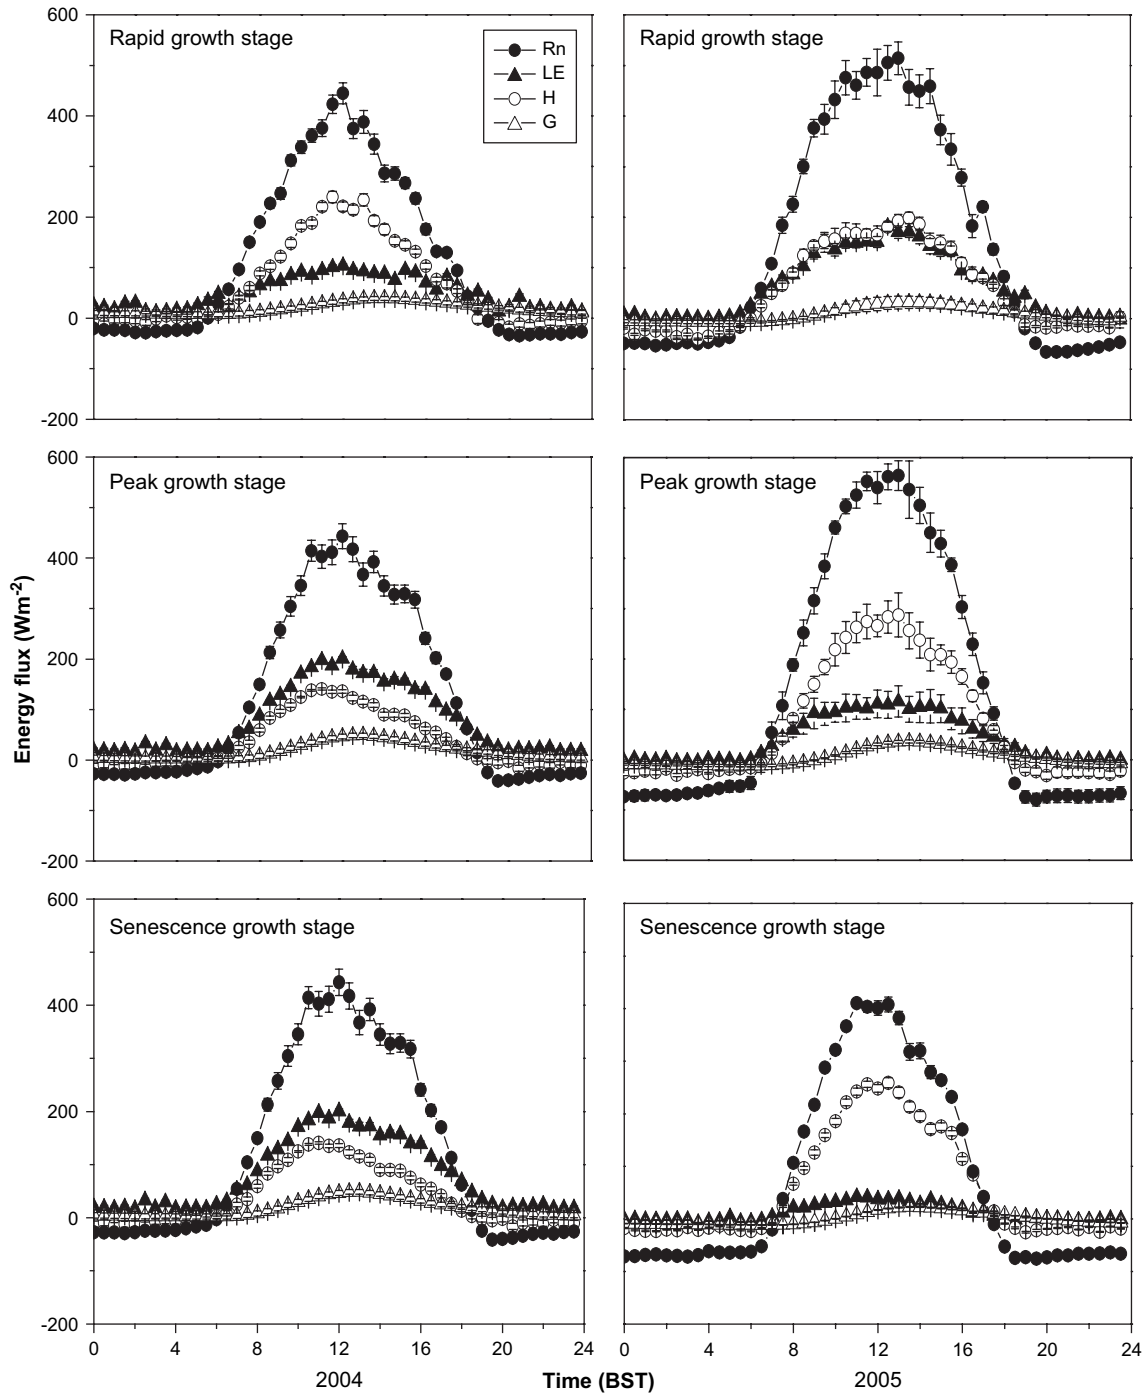 600
400
200
0
-200
Rapid growth stage
Rn
LE
H
G
Rapid growth stage
600
400
200
0
-200
Peak growth stage
Peak growth stage
Energy flux (Wm-2)
600
400
200
0
-200
Senescence growth stage
Senescence growth stage
0 4 8 12 16 20 24
0 4 8 12 16 20 24
2004 Time (BST) 2005